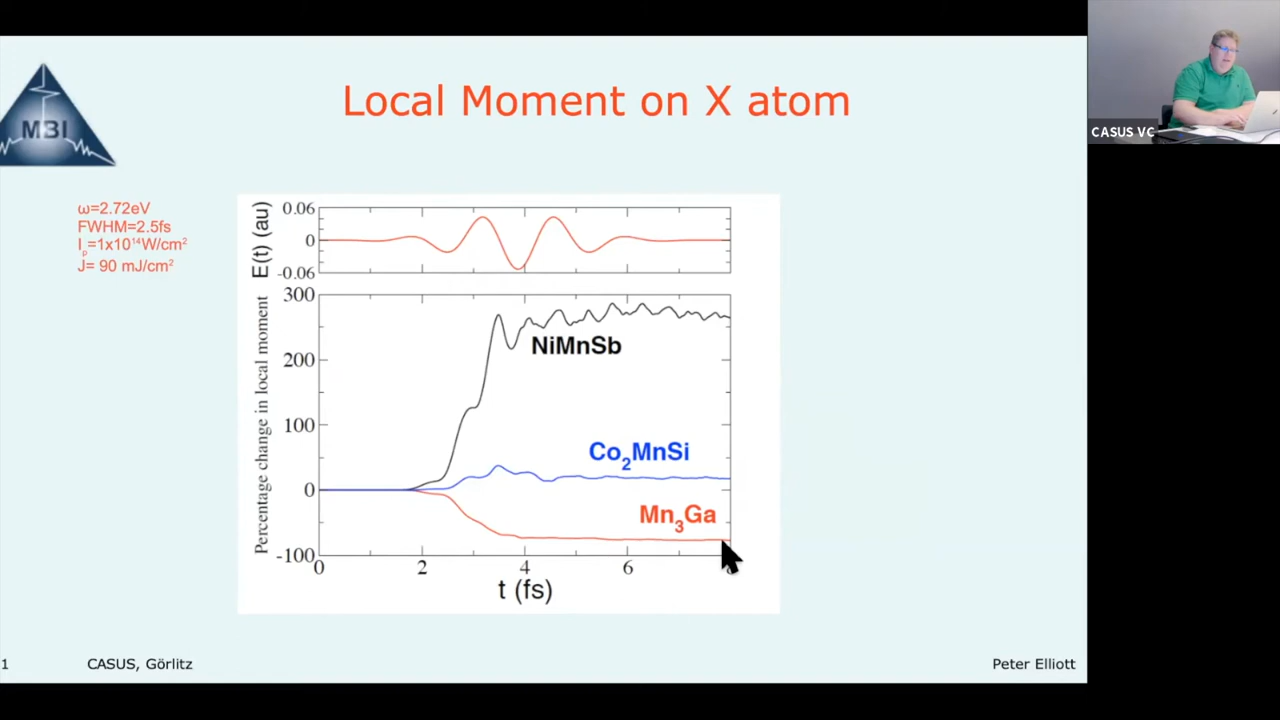 Local Moment on X atom
MBI
CASUS VC
ω=2.72eV
FWHM=2.5fs
Iₚ=1x10¹⁴W/cm²
J= 90 mJ/cm²
E(t) (au)
0.06
0
-0.06
Percentage change in local moment
300
200
100
0
-100
NiMnSb
Co₂MnSi
Mn₃Ga
0 2 4 6
t (fs)
1 CASUS, Görlitz Peter Elliott